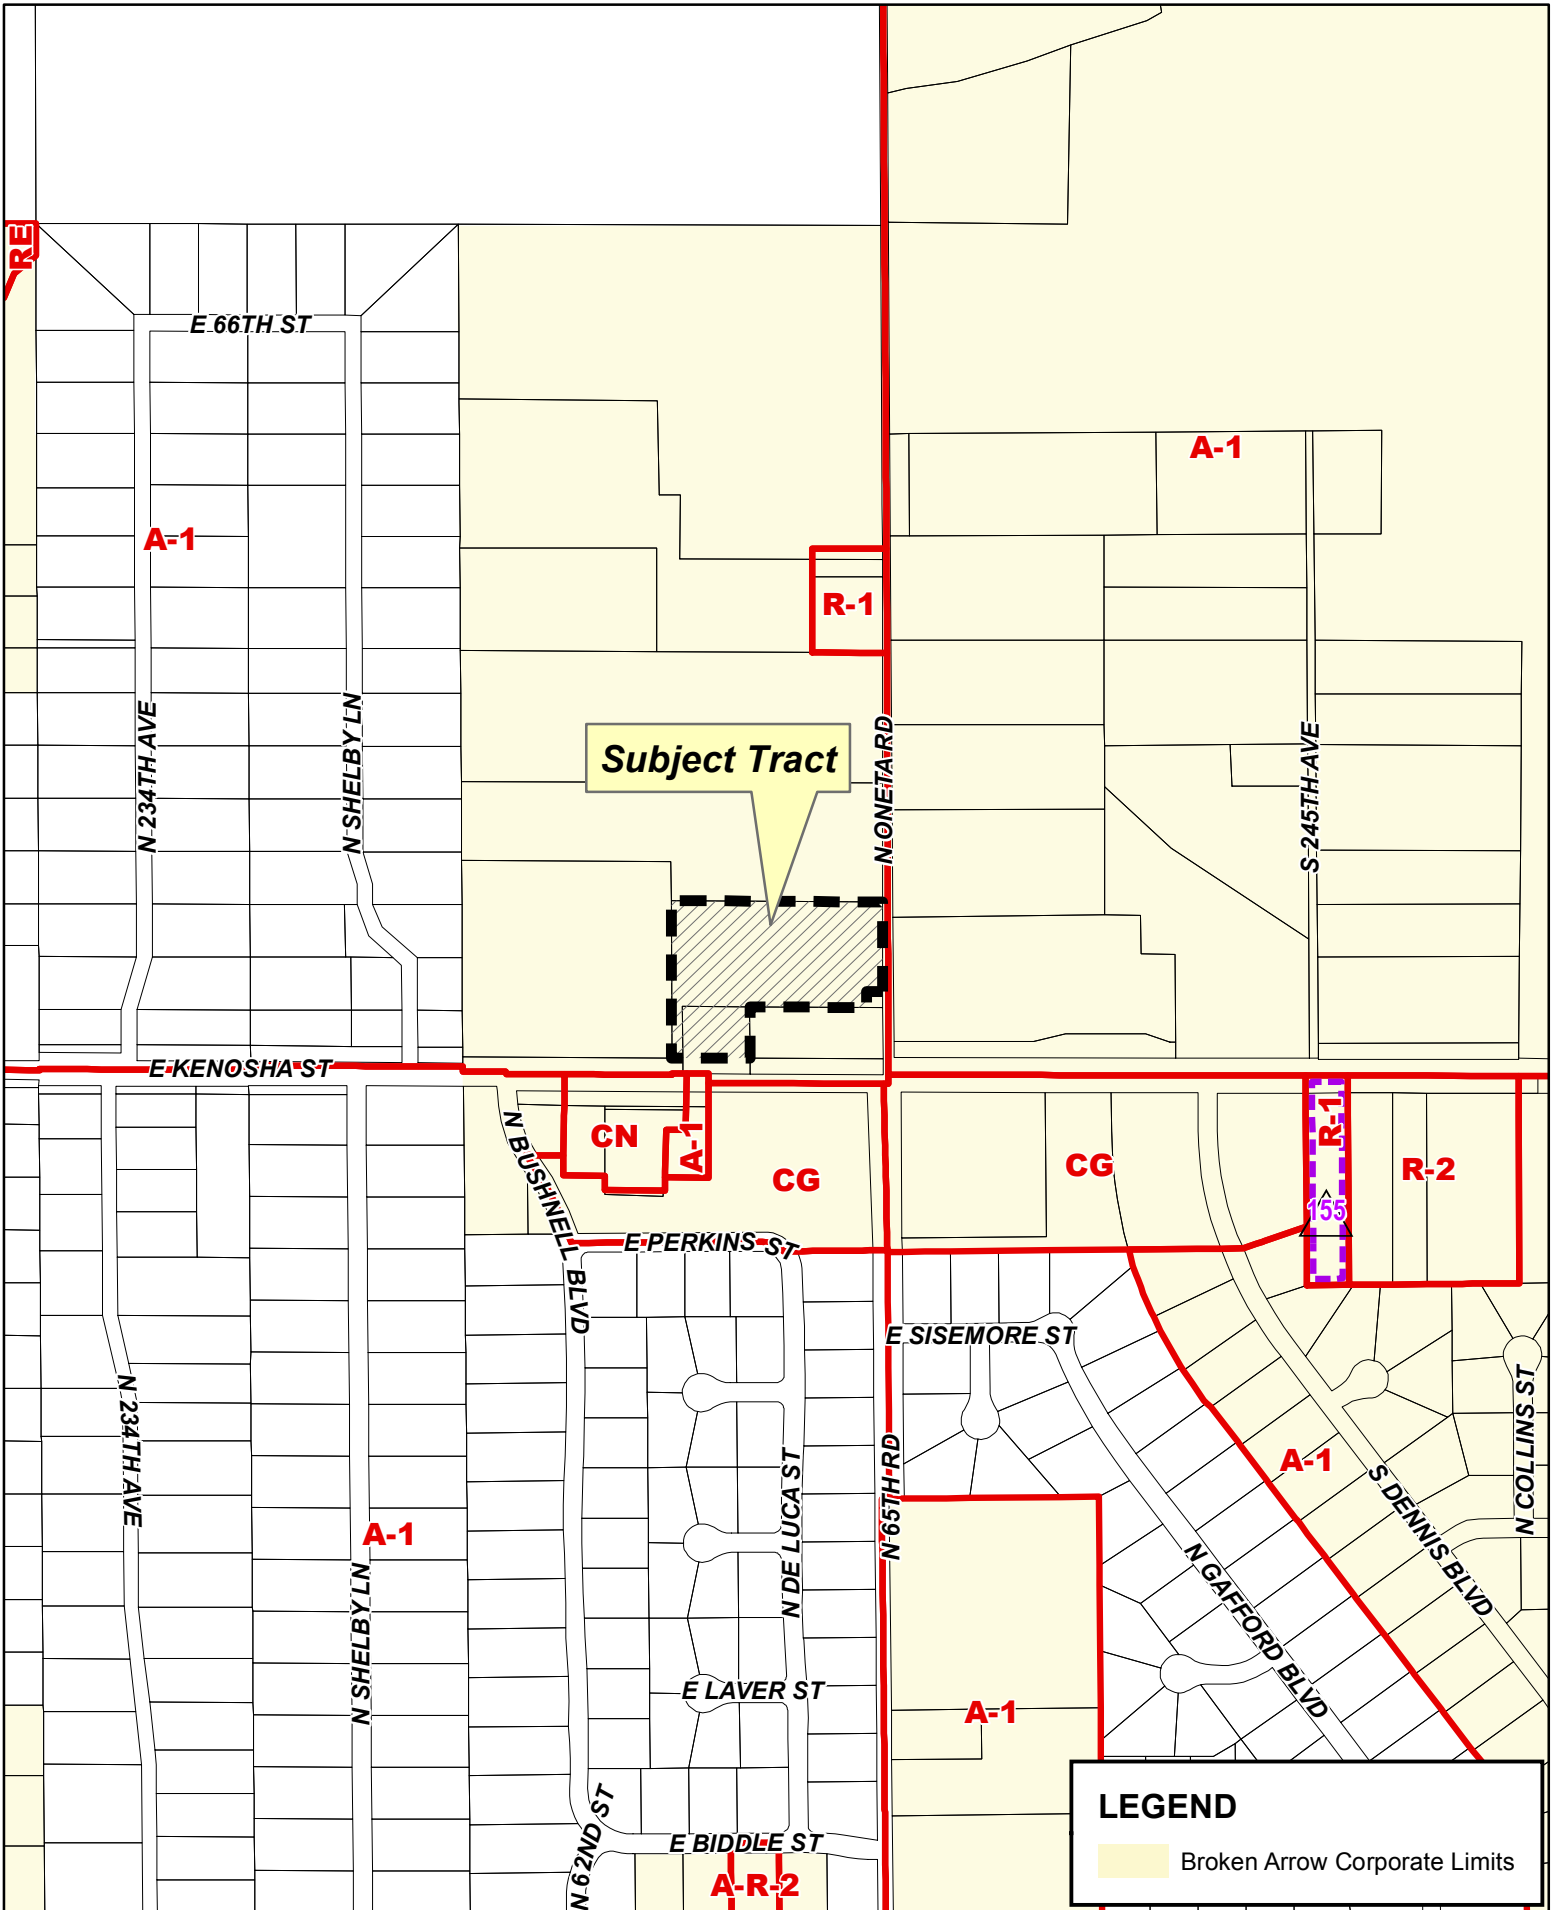 RE
E 66TH ST
A-1
A-1
R-1
N 234TH AVE
N SHELBY LN
Subject Tract
N ONETA RD
S 245TH AVE
E KENOSHA ST
N BUSHNELL BLVD
CN
A-1
CG
CG
R-1
R-2
155
E PERKINS ST
E SISEMORE ST
N 234TH AVE
N SHELBY LN
A-1
N DE LUCA ST
N 65TH RD
A-1
S DENNIS BLVD
N COLLINS ST
N GAFFORD BLVD
E LAVER ST
A-1
N 62ND ST
E BIDDLE ST
A-R-2
LEGEND
Broken Arrow Corporate Limits